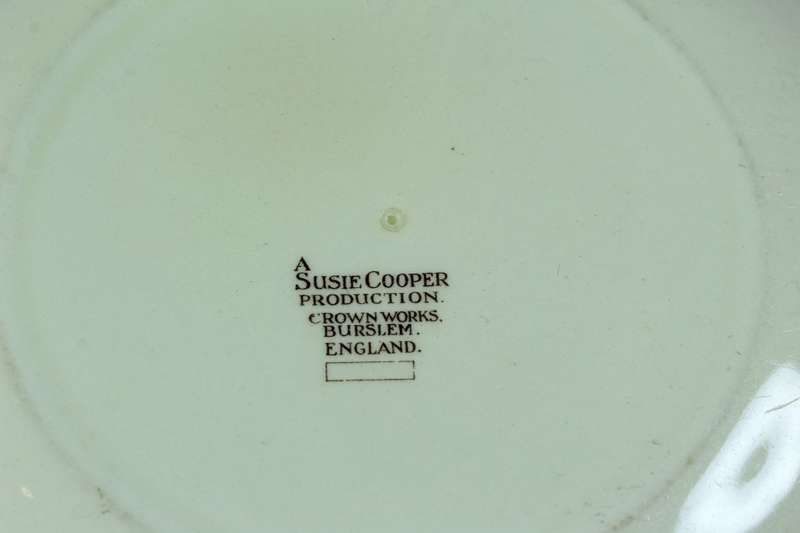 A
SUSIE COOPER
PRODUCTION.
CROWN WORKS.
BURSLEM.
ENGLAND.